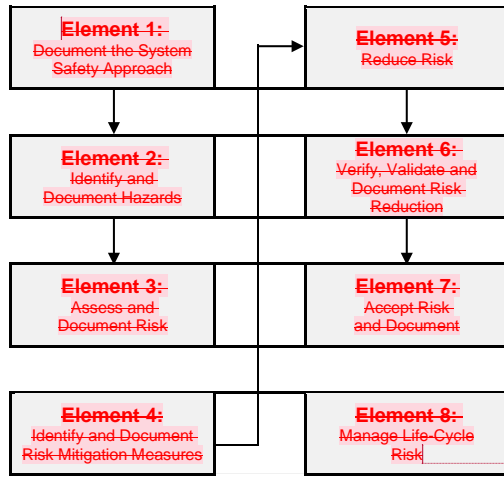 Element 1:
Document the System
Safety Approach
Element 2:
Identify and
Document Hazards
Element 3:
Assess and
Document Risk
Element 4:
Identify and Document
Risk Mitigation Measures
Element 5:
Reduce Risk
Element 6:
Verify, Validate and
Document Risk
Reduction
Element 7:
Accept Risk
and Document
Element 8:
Manage Life-Cycle
Risk